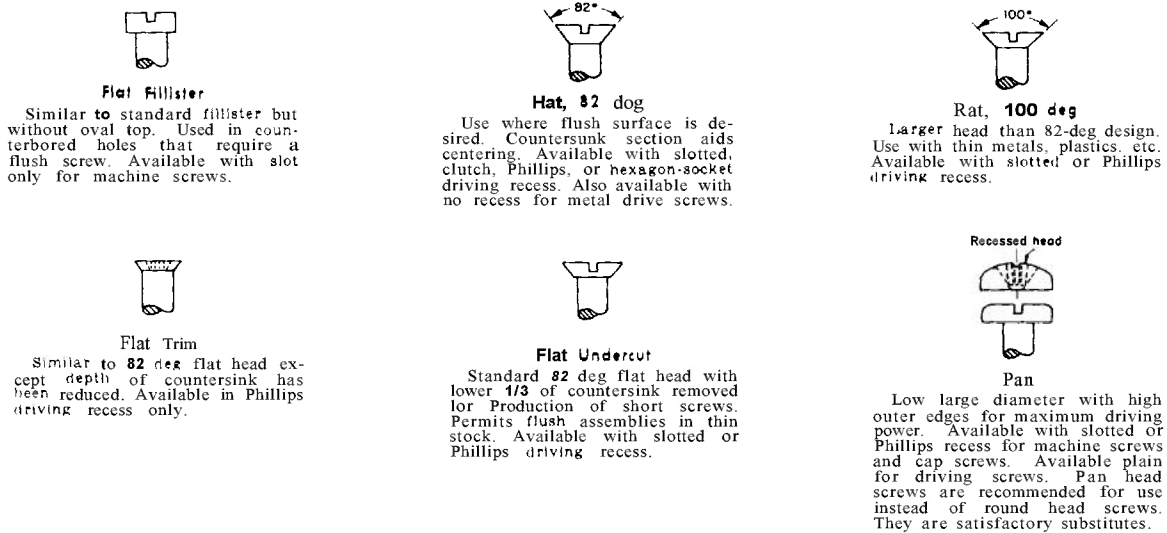 Flat Fillister
Similar to standard fillister but
without oval top. Used in coun-
terbored holes that require a
flush screw. Available with slot
only for machine screws.
82°
Hat, 82 dog
Use where flush surface is de-
sired. Countersunk section aids
centering. Available with slotted,
clutch, Phillips, or hexagon-socket
driving recess. Also available with
no recess for metal drive screws.
100°
Rat, 100 deg
Larger head than 82-deg design.
Use with thin metals, plastics. etc.
Available with slotted or Phillips
driving recess.
Flat Trim
Similar to 82 deg flat head ex-
cept depth of countersink has
been reduced. Available in Phillips
driving recess only.
Flat Undercut
Standard 82 deg flat head with
lower 1/3 of countersink removed
lor Production of short screws.
Permits flush assemblies in thin
stock. Available with slotted or
Phillips driving recess.
Recessed head
Pan
Low large diameter with high
outer edges for maximum driving
power. Available with slotted or
Phillips recess for machine screws
and cap screws. Available plain
for driving screws. Pan head
screws are recommended for use
instead of round head screws.
They are satisfactory substitutes.